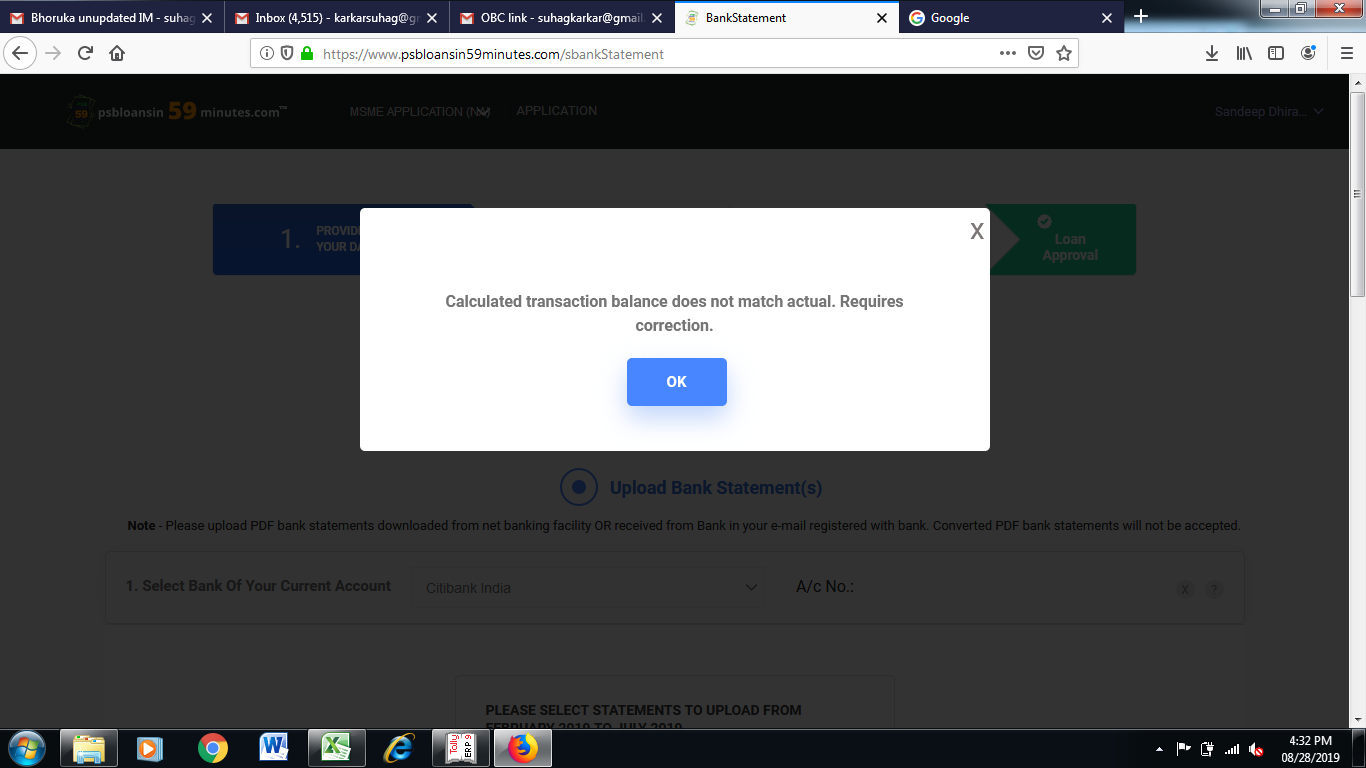 Bhoruka unupdated IM - suhag
Inbox (4,515) - karkarsuhag@gr
OBC link - suhagkarkar@gmail.
BankStatement
Google
https://www.psbloansin59minutes.com/sbankStatement
psbloansin 59 minutes.com™
MSME APPLICATION (N
APPLICATION
Sandeep Dhira...
1.
PROVIDE
YOUR DA
Loan
Approval
X
Calculated transaction balance does not match actual. Requires
correction.
OK
Upload Bank Statement(s)
Note - Please upload PDF bank statements downloaded from net banking facility OR received from Bank in your e-mail registered with bank. Converted PDF bank statements will not be accepted.
1. Select Bank Of Your Current Account
Citibank India
A/c No.:
X
?
PLEASE SELECT STATEMENTS TO UPLOAD FROM
FEBRUARY 2019 TO JULY 2019
Tally
ERP 9
4:32 PM
08/28/2019